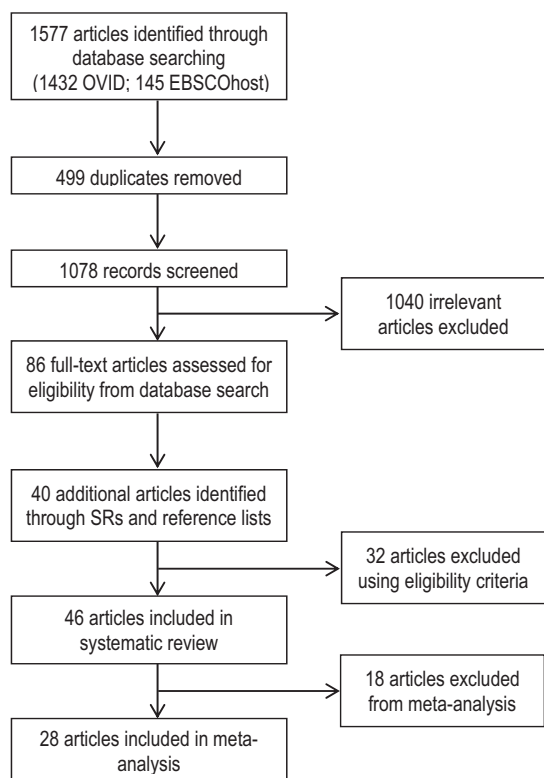 1577 articles identified through
database searching
(1432 OVID; 145 EBSCOhost)
499 duplicates removed
1078 records screened
1040 irrelevant
articles excluded
86 full-text articles assessed for
eligibility from database search
40 additional articles identified
through SRs and reference lists
32 articles excluded
using eligibility criteria
46 articles included in
systematic review
18 articles excluded
from meta-analysis
28 articles included in meta-
analysis